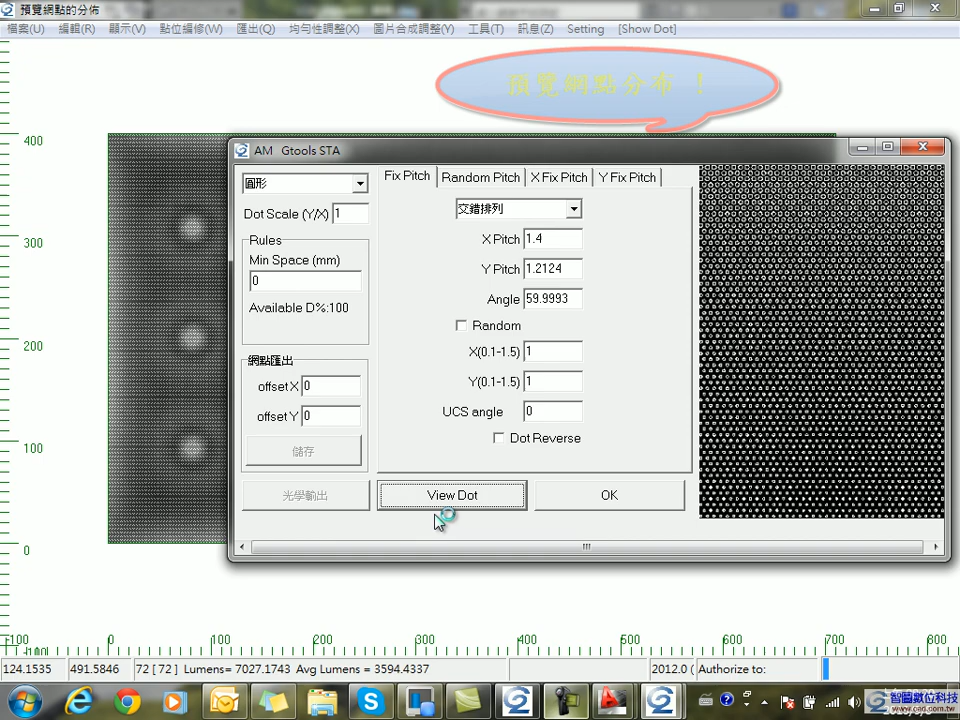 預覽網點的分佈
檔案(U) 編輯(R) 顯示(V) 點位編修(W) 匯出(Q) 均勻性調整(X) 圖片合成調整(Y) 工具(T) 訊息(Z) Setting [Show Dot]
預覽網點分布 !
400
300
200
100
0
AM Gtools STA
圓形
Dot Scale (Y/X) 1
Rules
Min Space (mm)
0
Available D%:100
網點匯出
offset X 0
offset Y 0
儲存
光學輸出
Fix Pitch Random Pitch X Fix Pitch Y Fix Pitch
交錯排列
X Pitch 1.4
Y Pitch 1.2124
Angle 59.9993
Random
X(0.1-1.5) 1
Y(0.1-1.5) 1
UCS angle 0
Dot Reverse
View Dot
OK
-100 0 100 200 300 400 500 600 700 800
-100
124.1535 491.5846 72 [ 72 ] Lumens= 7027.1743 Avg Lumens = 3594.4337 2012.0 ( Authorize to:
智圖數位科技
www.cad.com.tw